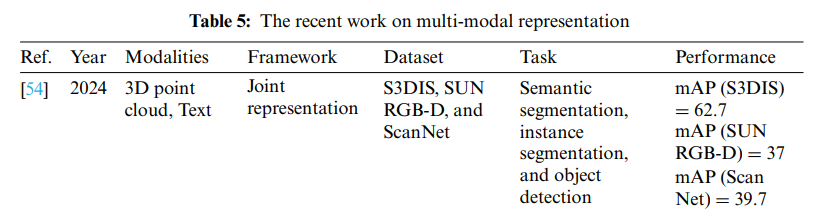 Table 5: The recent work on multi-modal representation
Ref. Year Modalities Framework Dataset Task Performance
[54] 2024 3D point Joint S3DIS, SUN Semantic mAP (S3DIS)
cloud, Text representation RGB-D, and segmentation, = 62.7
ScanNet instance mAP (SUN
segmentation, RGB-D) = 37
and object mAP (Scan
detection Net) = 39.7